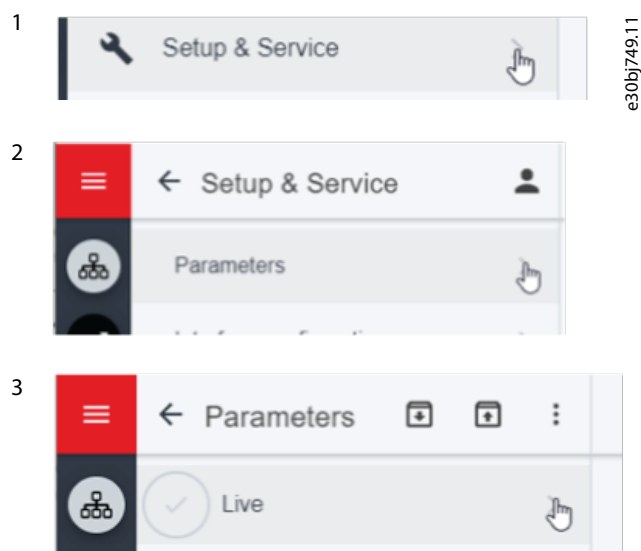 1
Setup & Service
e30bj749.11
2
Setup & Service
Parameters
3
Parameters
Live